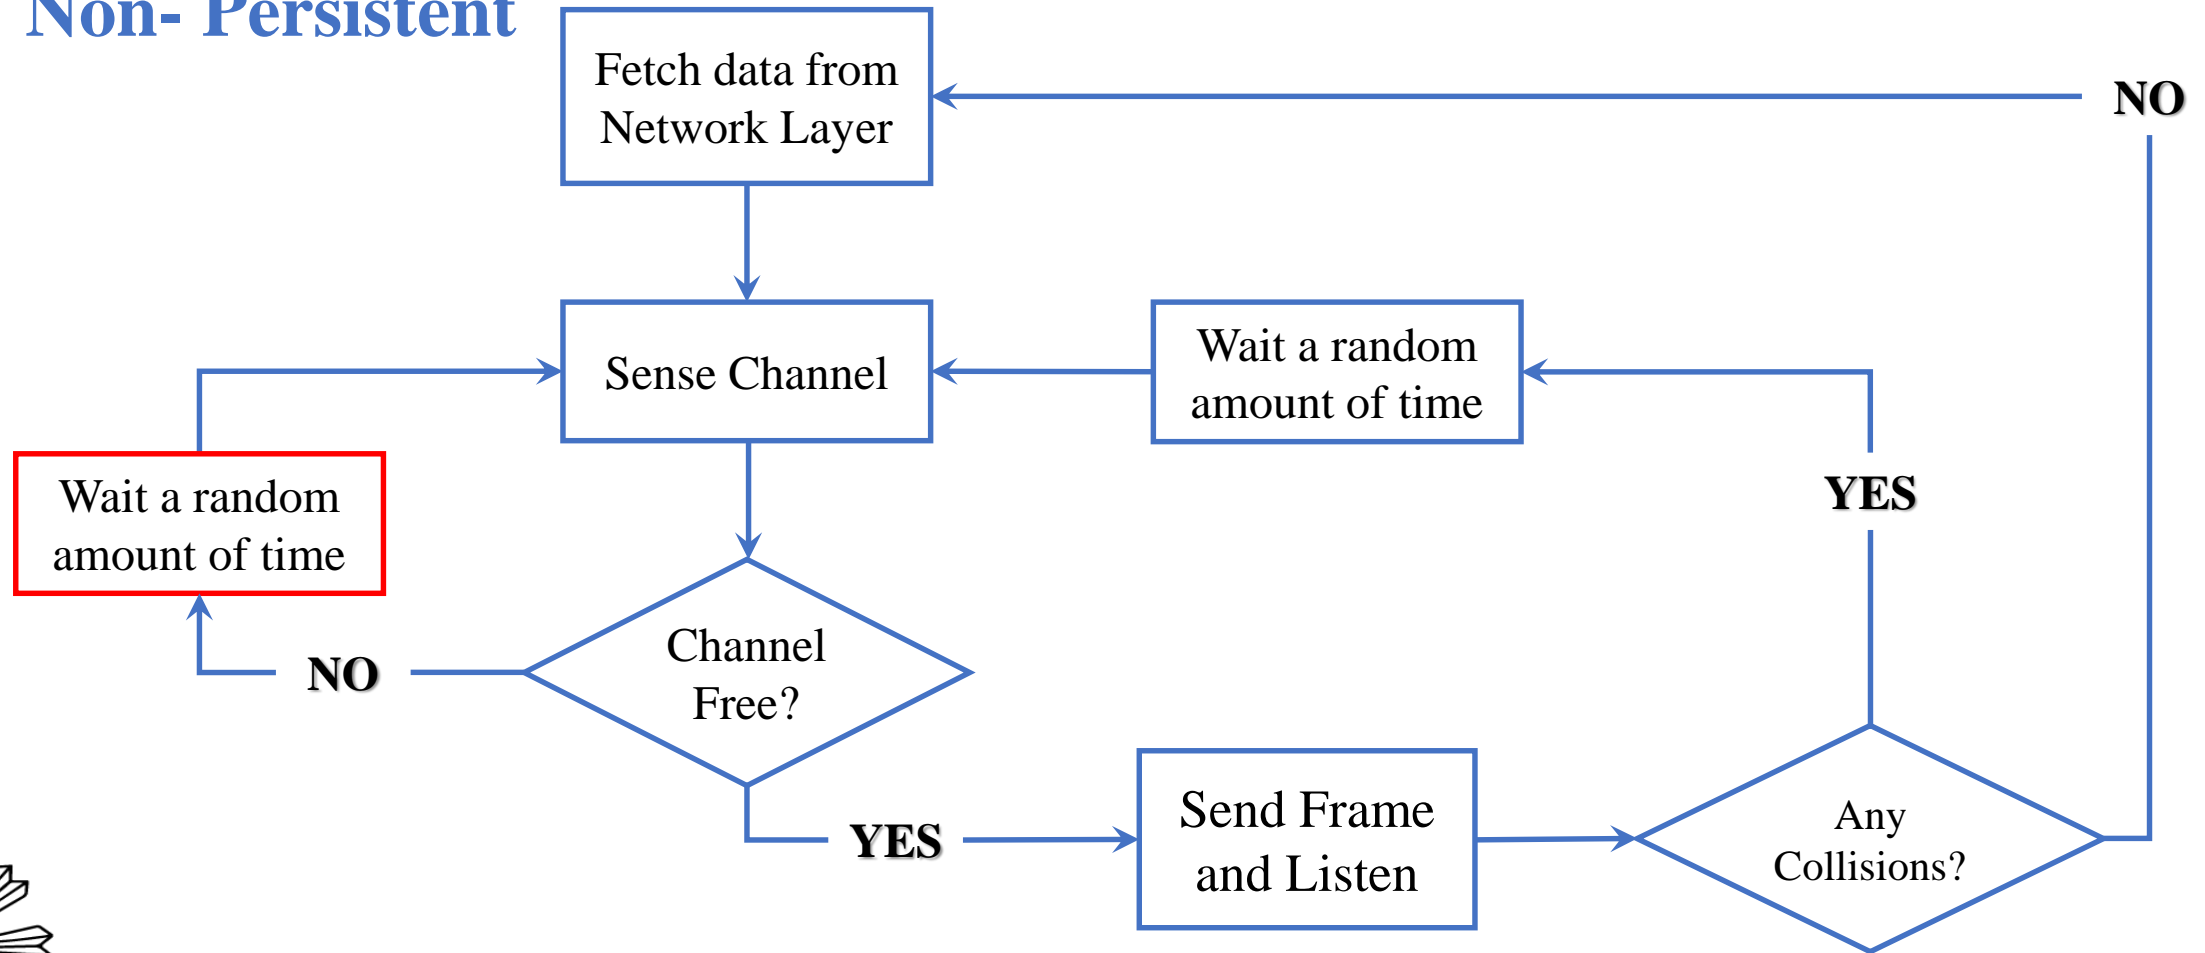 Non- Persistent
Fetch data from
Network Layer
NO
Sense Channel
Wait a random
amount of time
Wait a random
amount of time
YES
NO
Channel
Free?
YES
Send Frame
and Listen
Any
Collisions?